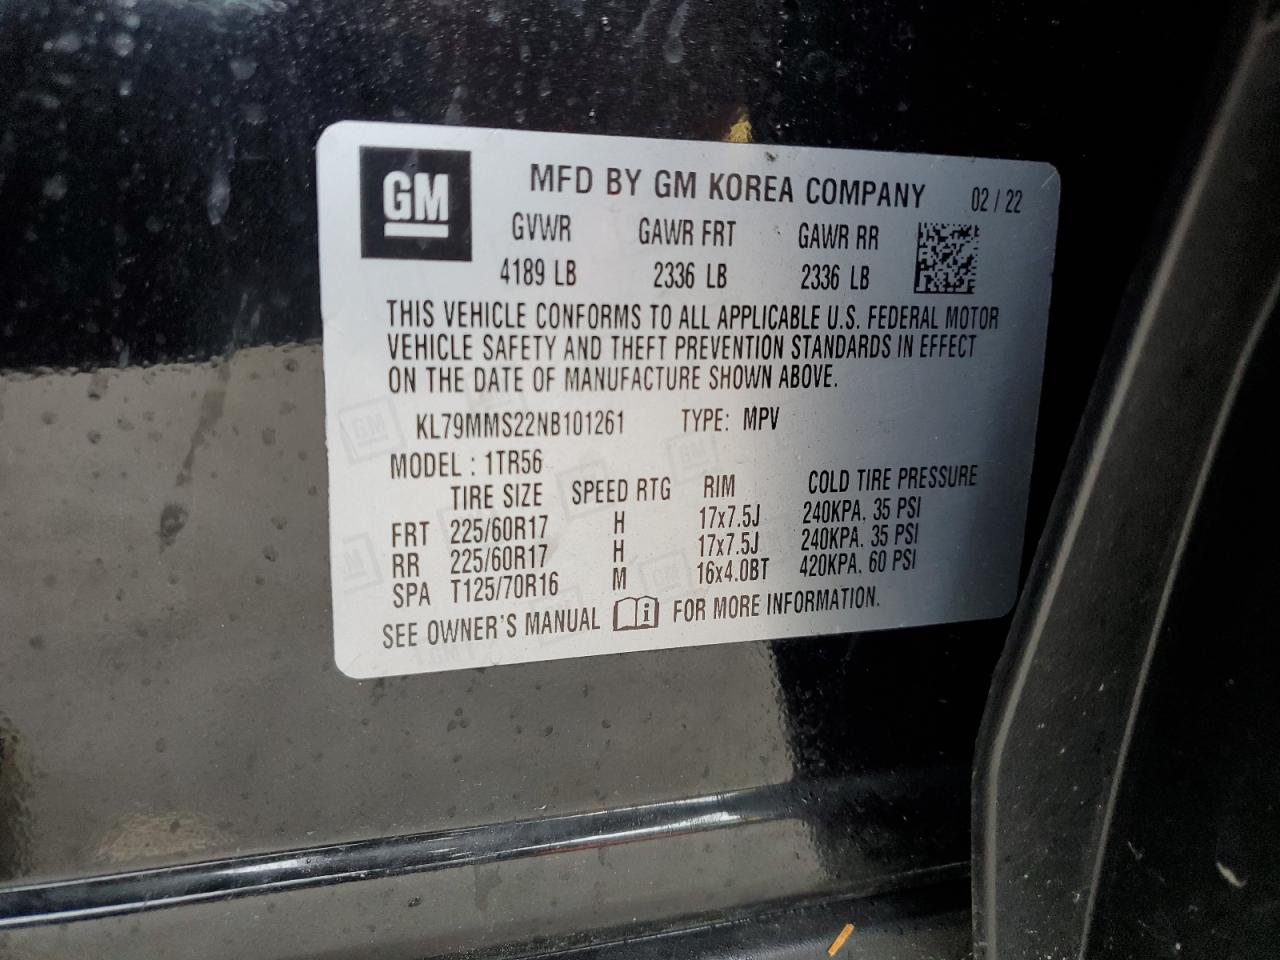 GM
MFD BY GM KOREA COMPANY 02 / 22
GVWR GAWR FRT GAWR RR
4189 LB 2336 LB 2336 LB
THIS VEHICLE CONFORMS TO ALL APPLICABLE U.S. FEDERAL MOTOR
VEHICLE SAFETY AND THEFT PREVENTION STANDARDS IN EFFECT
ON THE DATE OF MANUFACTURE SHOWN ABOVE.
KL79MMS22NB101261 TYPE: MPV
MODEL : 1TR56
TIRE SIZE SPEED RTG RIM COLD TIRE PRESSURE
FRT 225/60R17 H 17x7.5J 240KPA. 35 PSI
RR 225/60R17 H 17x7.5J 240KPA. 35 PSI
SPA T125/70R16 M 16x4.0BT 420KPA. 60 PSI
SEE OWNER'S MANUAL i FOR MORE INFORMATION.